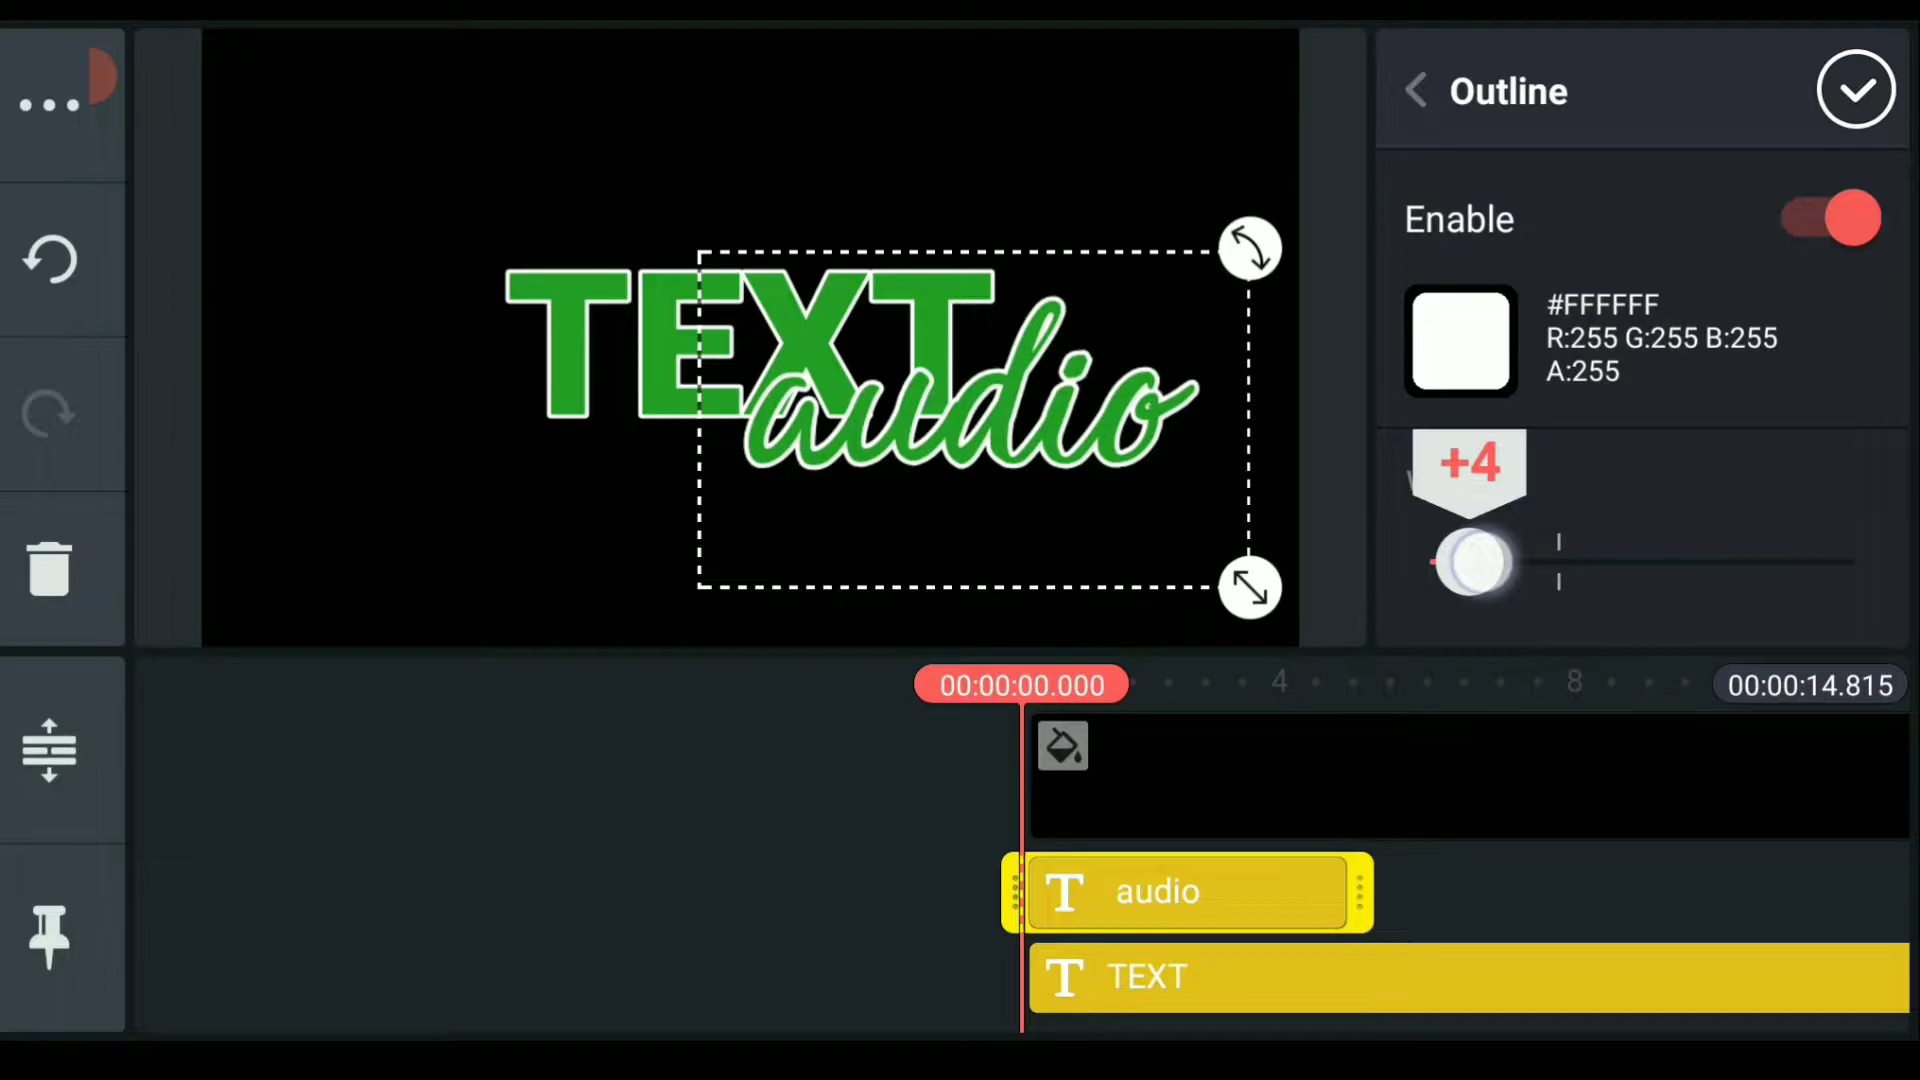 Outline
Enable
#FFFFFF
R:255 G:255 B:255
A:255
+4
TEXT
audio
00:00:00.000
4
8
00:00:14.815
T audio
T TEXT